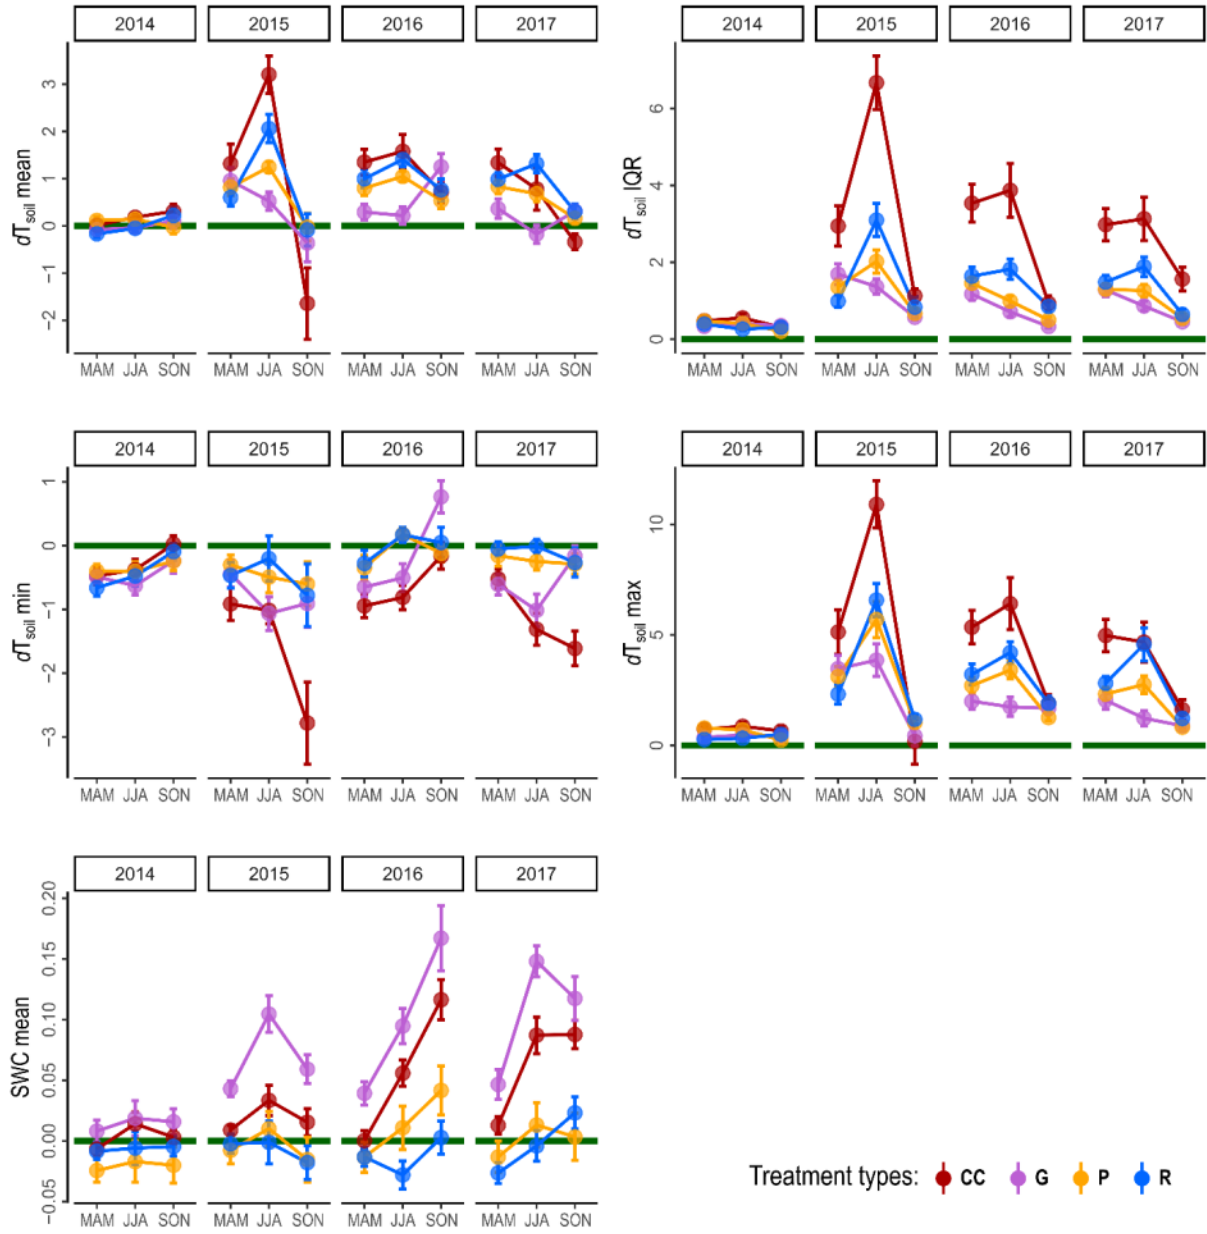 2014 2015 2016 2017
dTsoil mean
3
2
1
0
−1
−2
MAM JJA SON MAM JJA SON MAM JJA SON MAM JJA SON
2014 2015 2016 2017
dTsoil IQR
6
4
2
0
MAM JJA SON MAM JJA SON MAM JJA SON MAM JJA SON
2014 2015 2016 2017
dTsoil min
1
0
−1
−2
−3
MAM JJA SON MAM JJA SON MAM JJA SON MAM JJA SON
2014 2015 2016 2017
dTsoil max
10
5
0
MAM JJA SON MAM JJA SON MAM JJA SON MAM JJA SON
2014 2015 2016 2017
SWC mean
0.20
0.15
0.10
0.05
0.00
−0.05
MAM JJA SON MAM JJA SON MAM JJA SON MAM JJA SON
Treatment types: CC G P R